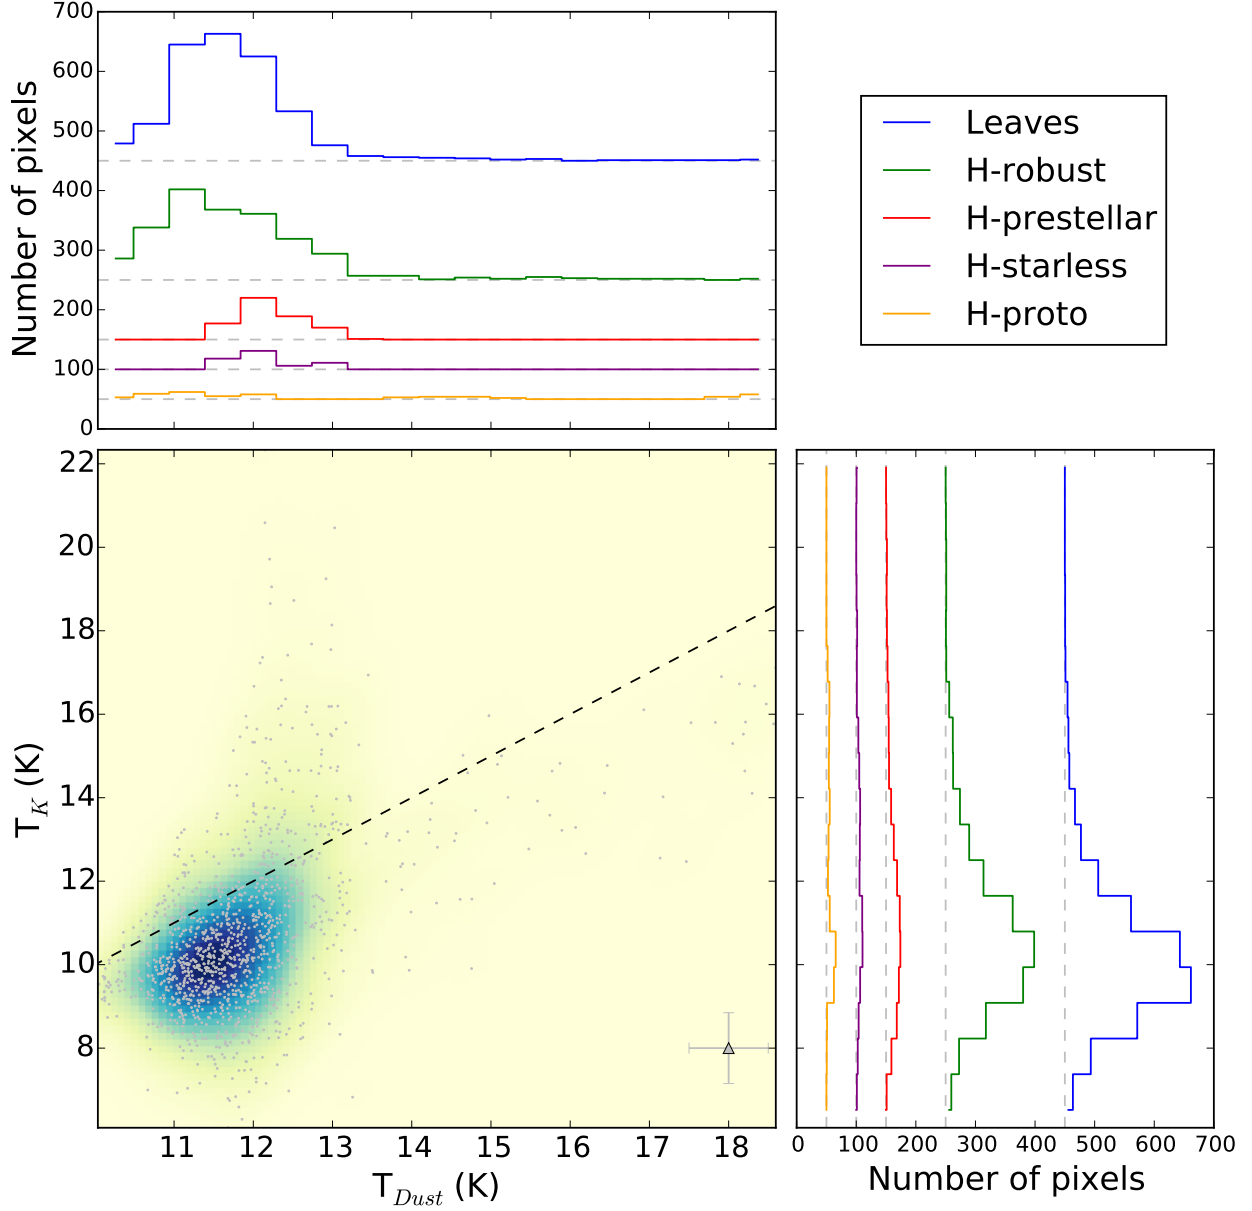 700
600
500
400
300
200
100
0
Number of pixels
Leaves
H-robust
H-prestellar
H-starless
H-proto
22
20
18
16
14
12
10
8
T_K (K)
11 12 13 14 15 16 17 18
T_Dust (K)
0 100 200 300 400 500 600 700
Number of pixels